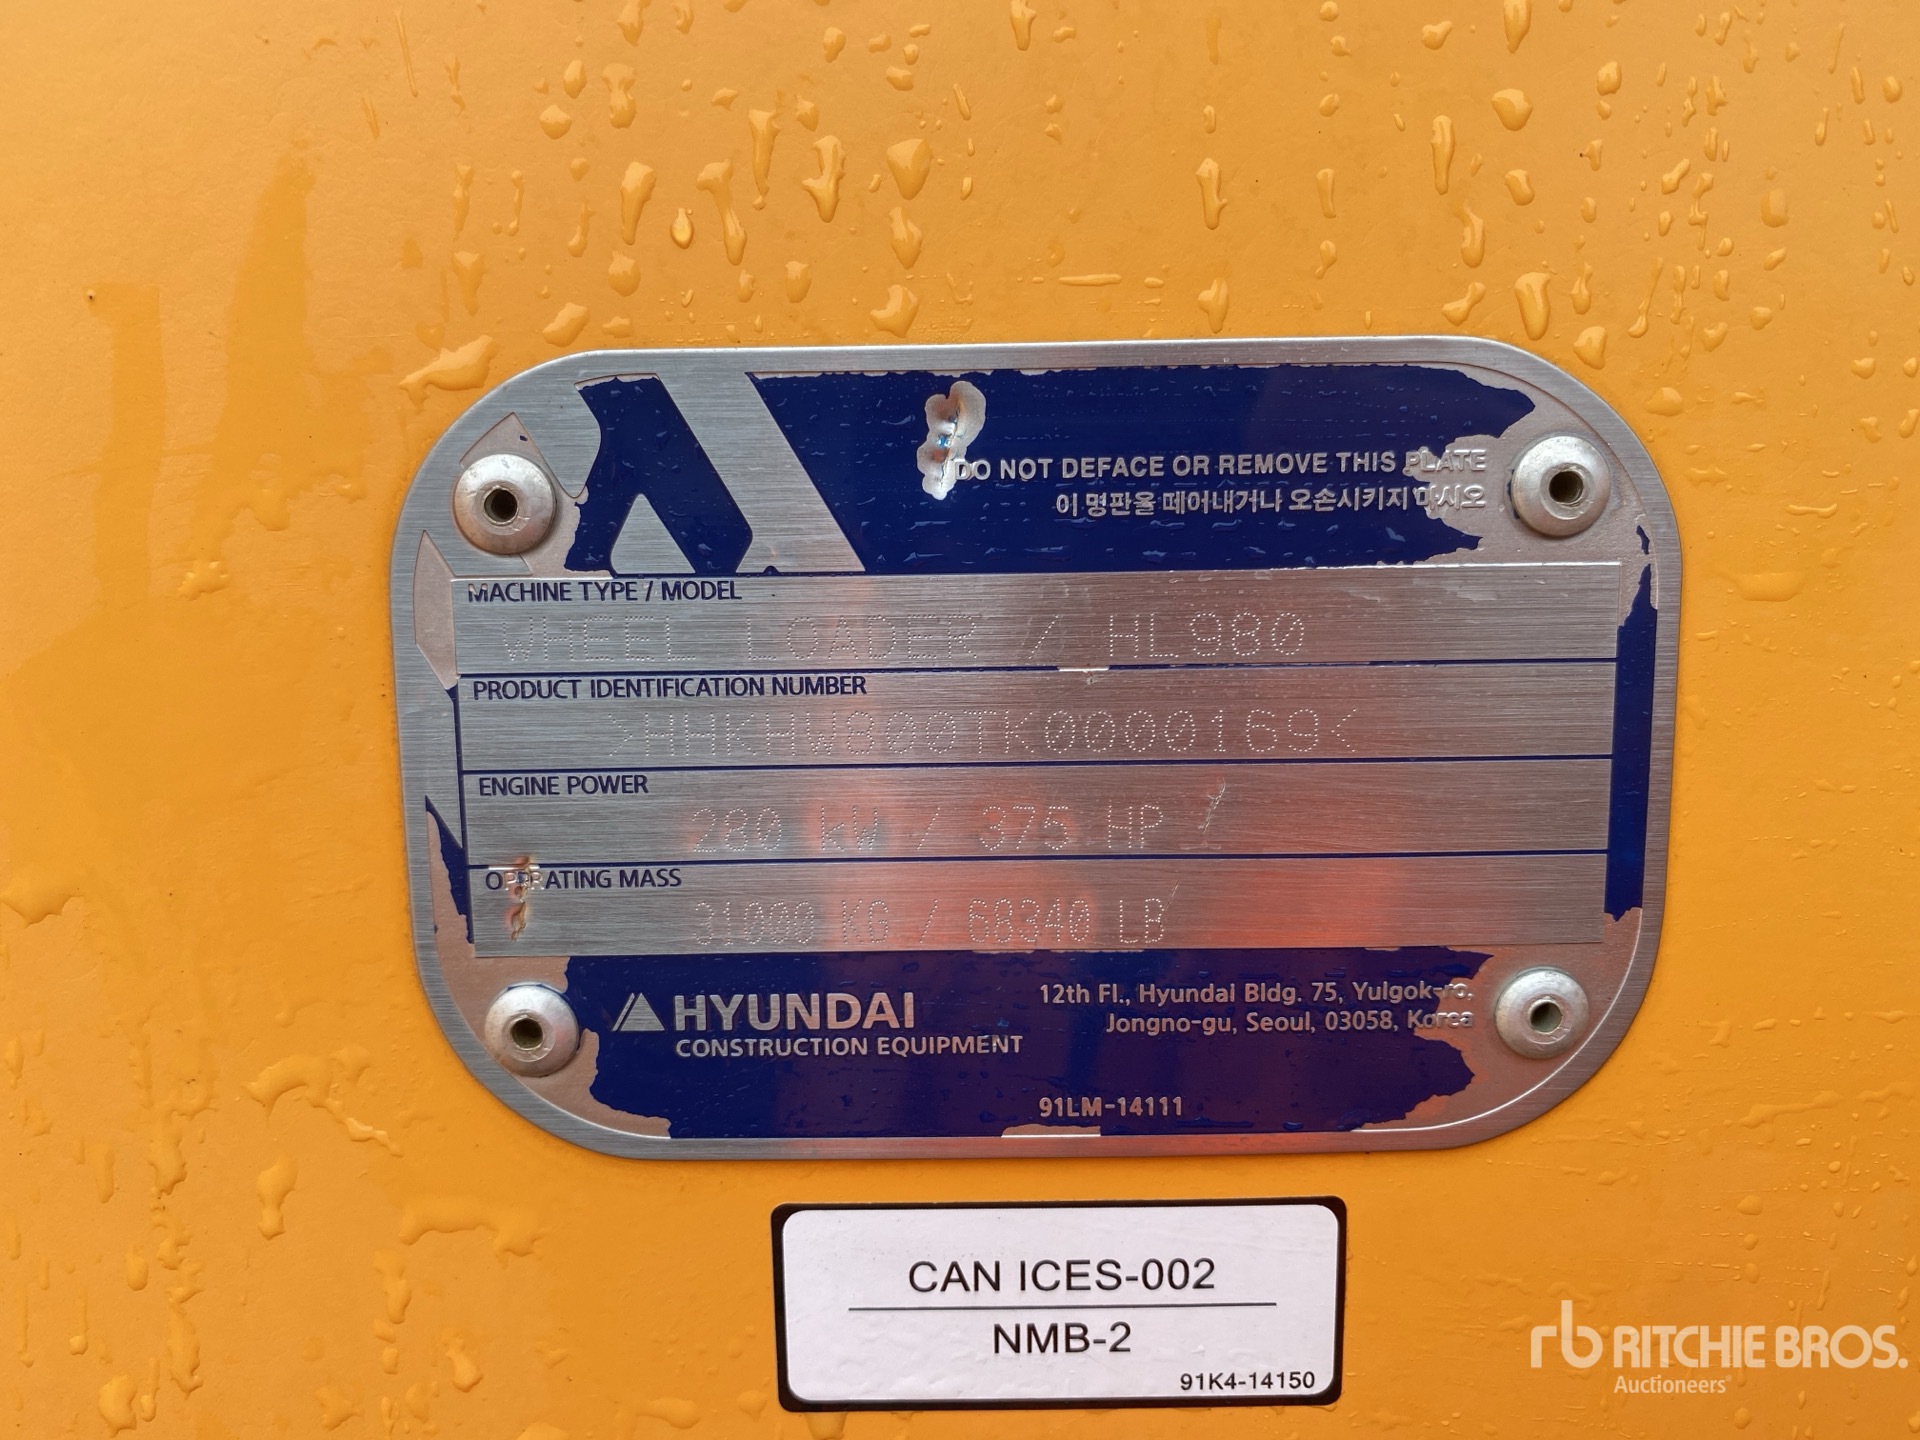 DO NOT DEFACE OR REMOVE THIS PLATE
이 명판을 떼어내거나 오손시키지 마시오
MACHINE TYPE / MODEL
WHEEL LOADER / HL980
PRODUCT IDENTIFICATION NUMBER
>HHKHW800TK0000169<
ENGINE POWER
280 kW / 375 HP
OPERATING MASS
31000 KG / 68340 LB
HYUNDAI
CONSTRUCTION EQUIPMENT
12th Fl., Hyundai Bldg. 75, Yulgok-ro,
Jongno-gu, Seoul, 03058, Korea
91LM-14111
CAN ICES-002
NMB-2
91K4-14150
rb RITCHIE BROS.
Auctioneers